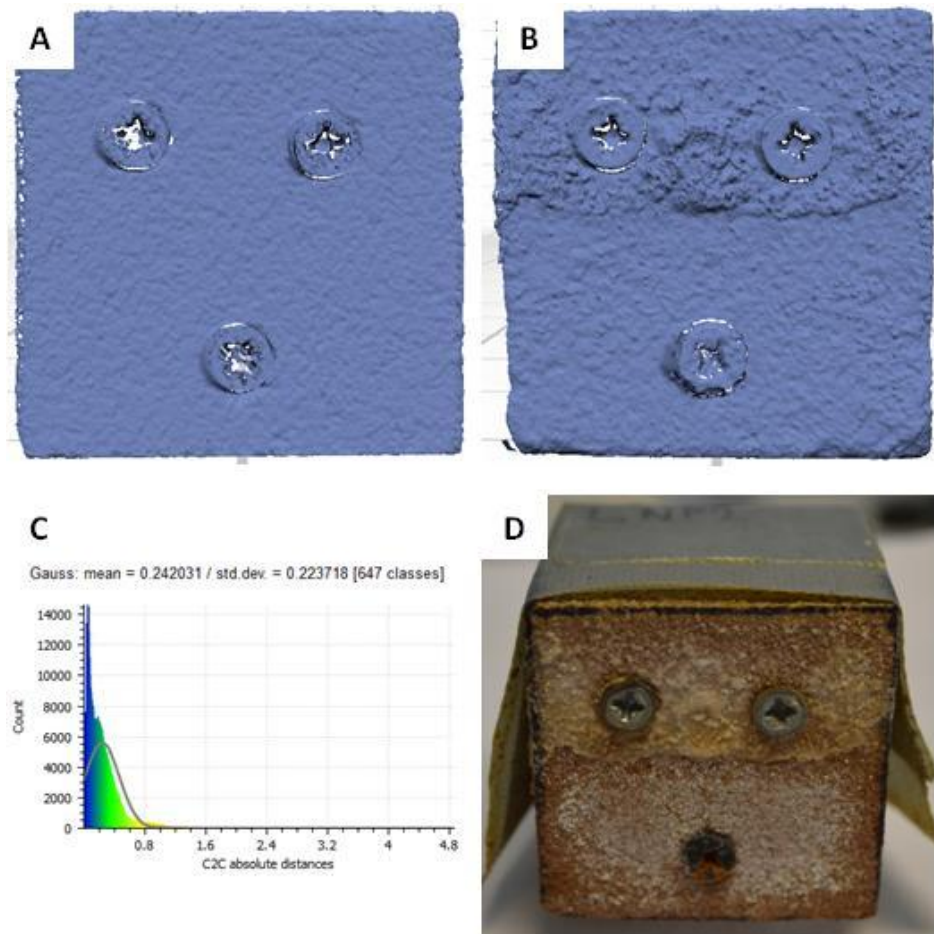 A
B
C
Gauss: mean = 0.242031 / std.dev. = 0.223718 [647 classes]
14000
12000
10000
8000
6000
4000
2000
0
Count
0.8
1.6
2.4
3.2
4
4.8
C2C absolute distances
D